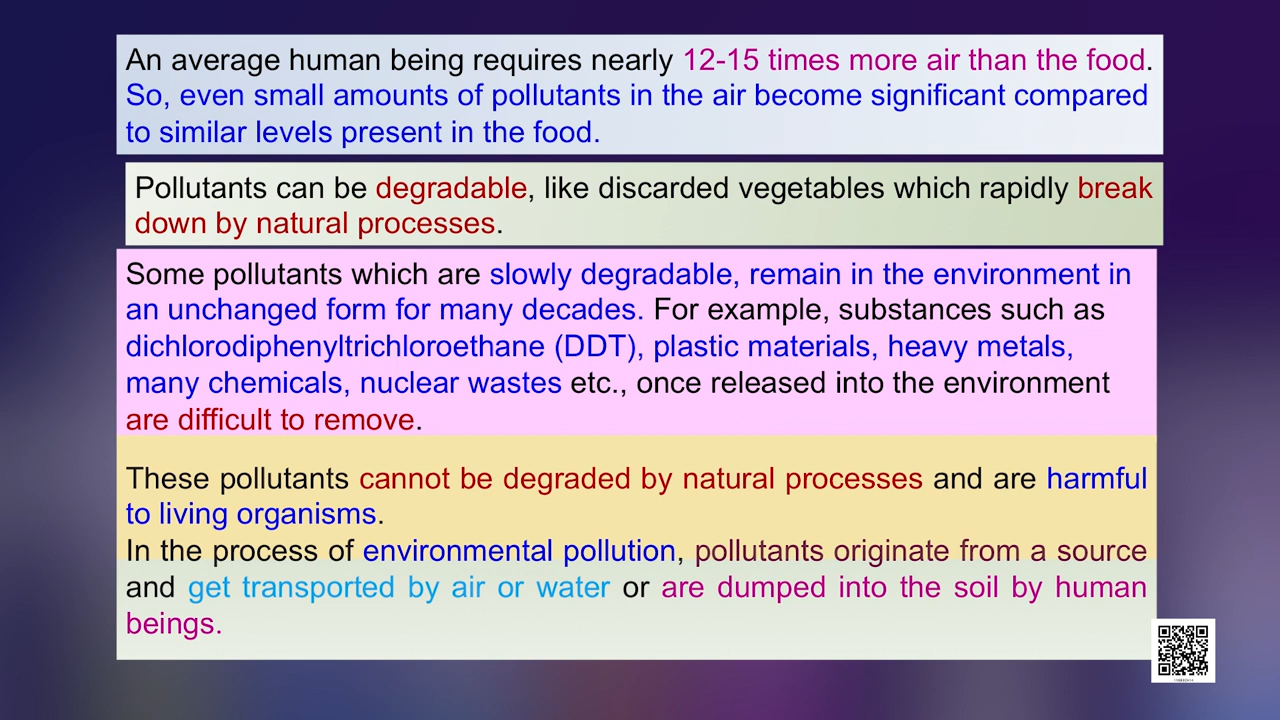 An average human being requires nearly 12-15 times more air than the food.
So, even small amounts of pollutants in the air become significant compared
to similar levels present in the food.
Pollutants can be degradable, like discarded vegetables which rapidly break
down by natural processes.
Some pollutants which are slowly degradable, remain in the environment in
an unchanged form for many decades. For example, substances such as
dichlorodiphenyltrichloroethane (DDT), plastic materials, heavy metals,
many chemicals, nuclear wastes etc., once released into the environment
are difficult to remove.
These pollutants cannot be degraded by natural processes and are harmful
to living organisms.
In the process of environmental pollution, pollutants originate from a source
and get transported by air or water or are dumped into the soil by human
beings.